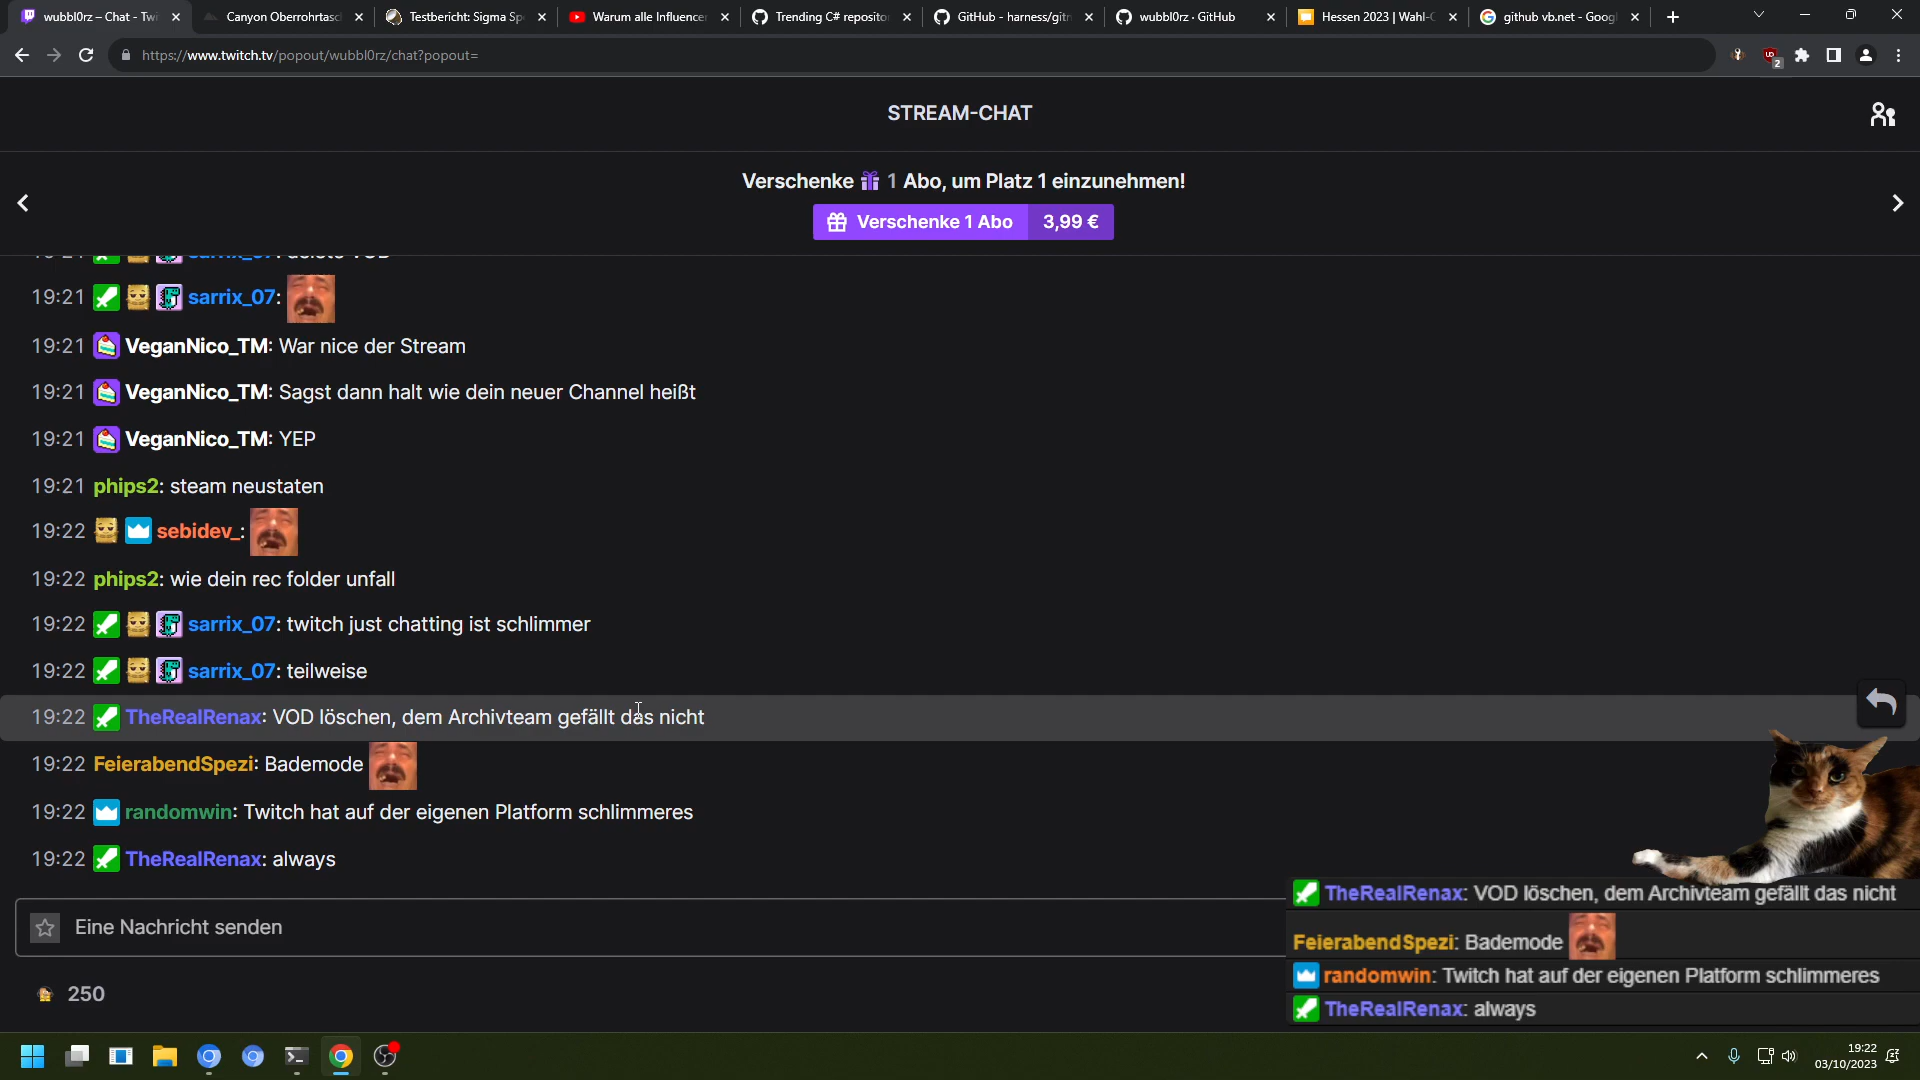 wubbl0rz – Chat - Twi
Canyon Oberrohrtasc
Testbericht: Sigma Sp
Warum alle Influencer
Trending C# reposito
GitHub - harness/gitn
wubbl0rz · GitHub
Hessen 2023 | Wahl-O
github vb.net - Googl
https://www.twitch.tv/popout/wubbl0rz/chat?popout=
2
STREAM-CHAT
Verschenke 1 Abo, um Platz 1 einzunehmen!
Verschenke 1 Abo 3,99 €
19:21 sarrix_07:
19:21 VeganNico_TM: War nice der Stream
19:21 VeganNico_TM: Sagst dann halt wie dein neuer Channel heißt
19:21 VeganNico_TM: YEP
19:21 phips2: steam neustaten
19:22 sebidev_:
19:22 phips2: wie dein rec folder unfall
19:22 sarrix_07: twitch just chatting ist schlimmer
19:22 sarrix_07: teilweise
19:22 TheRealRenax: VOD löschen, dem Archivteam gefällt das nicht
19:22 FeierabendSpezi: Bademode
19:22 randomwin: Twitch hat auf der eigenen Platform schlimmeres
19:22 TheRealRenax: always
Eine Nachricht senden
250
TheRealRenax: VOD löschen, dem Archivteam gefällt das nicht
FeierabendSpezi: Bademode
randomwin: Twitch hat auf der eigenen Platform schlimmeres
TheRealRenax: always
19:22
03/10/2023